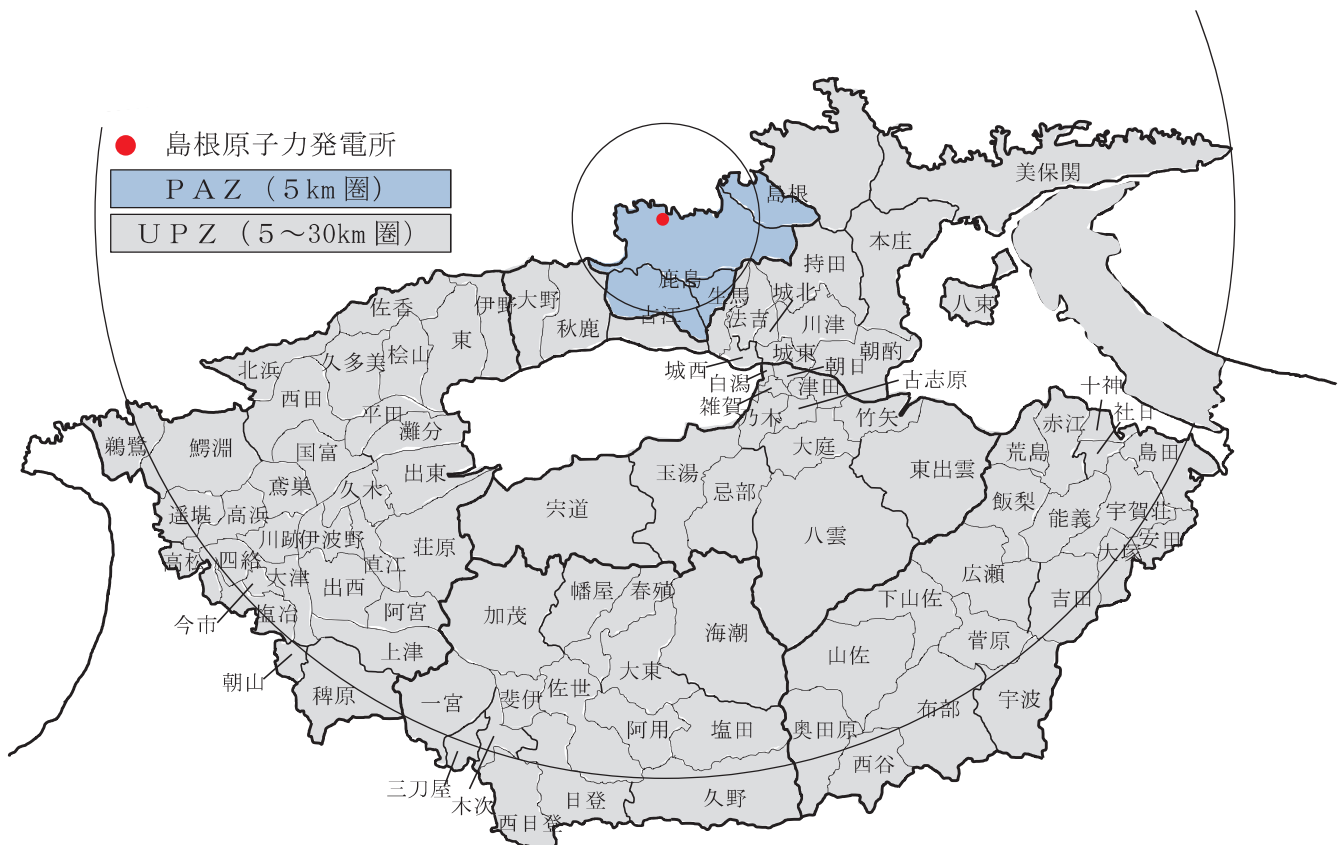 島根原子力発電所
PAZ（5km圏）
UPZ（5～30km圏）
美保関
島根
本庄
持田
鹿島
生馬
城北
八束
伊野
大野
佐香
古江
法吉
川津
秋鹿
東
桧山
久多美
北浜
城西
城東
朝酌
朝日
白潟
津田
古志原
十神
西田
雑賀
乃木
竹矢
社日
赤江
平田
灘分
鵜鷺
鰐淵
国富
大庭
東出雲
荒島
島田
出東
玉湯
鳶巣
久木
忌部
飯梨
宍道
遥堪
高浜
能義
宇賀荘
川跡
伊波野
八雲
安田
荘原
大塚
高松
四絡
直江
大津
出西
広瀬
幡屋
春殖
下山佐
吉田
今市
塩冶
阿宮
加茂
海潮
菅原
上津
山佐
大東
朝山
稗原
一宮
斐伊
佐世
布部
宇波
阿用
塩田
奥田原
西谷
三刀屋
木次
日登
久野
西日登